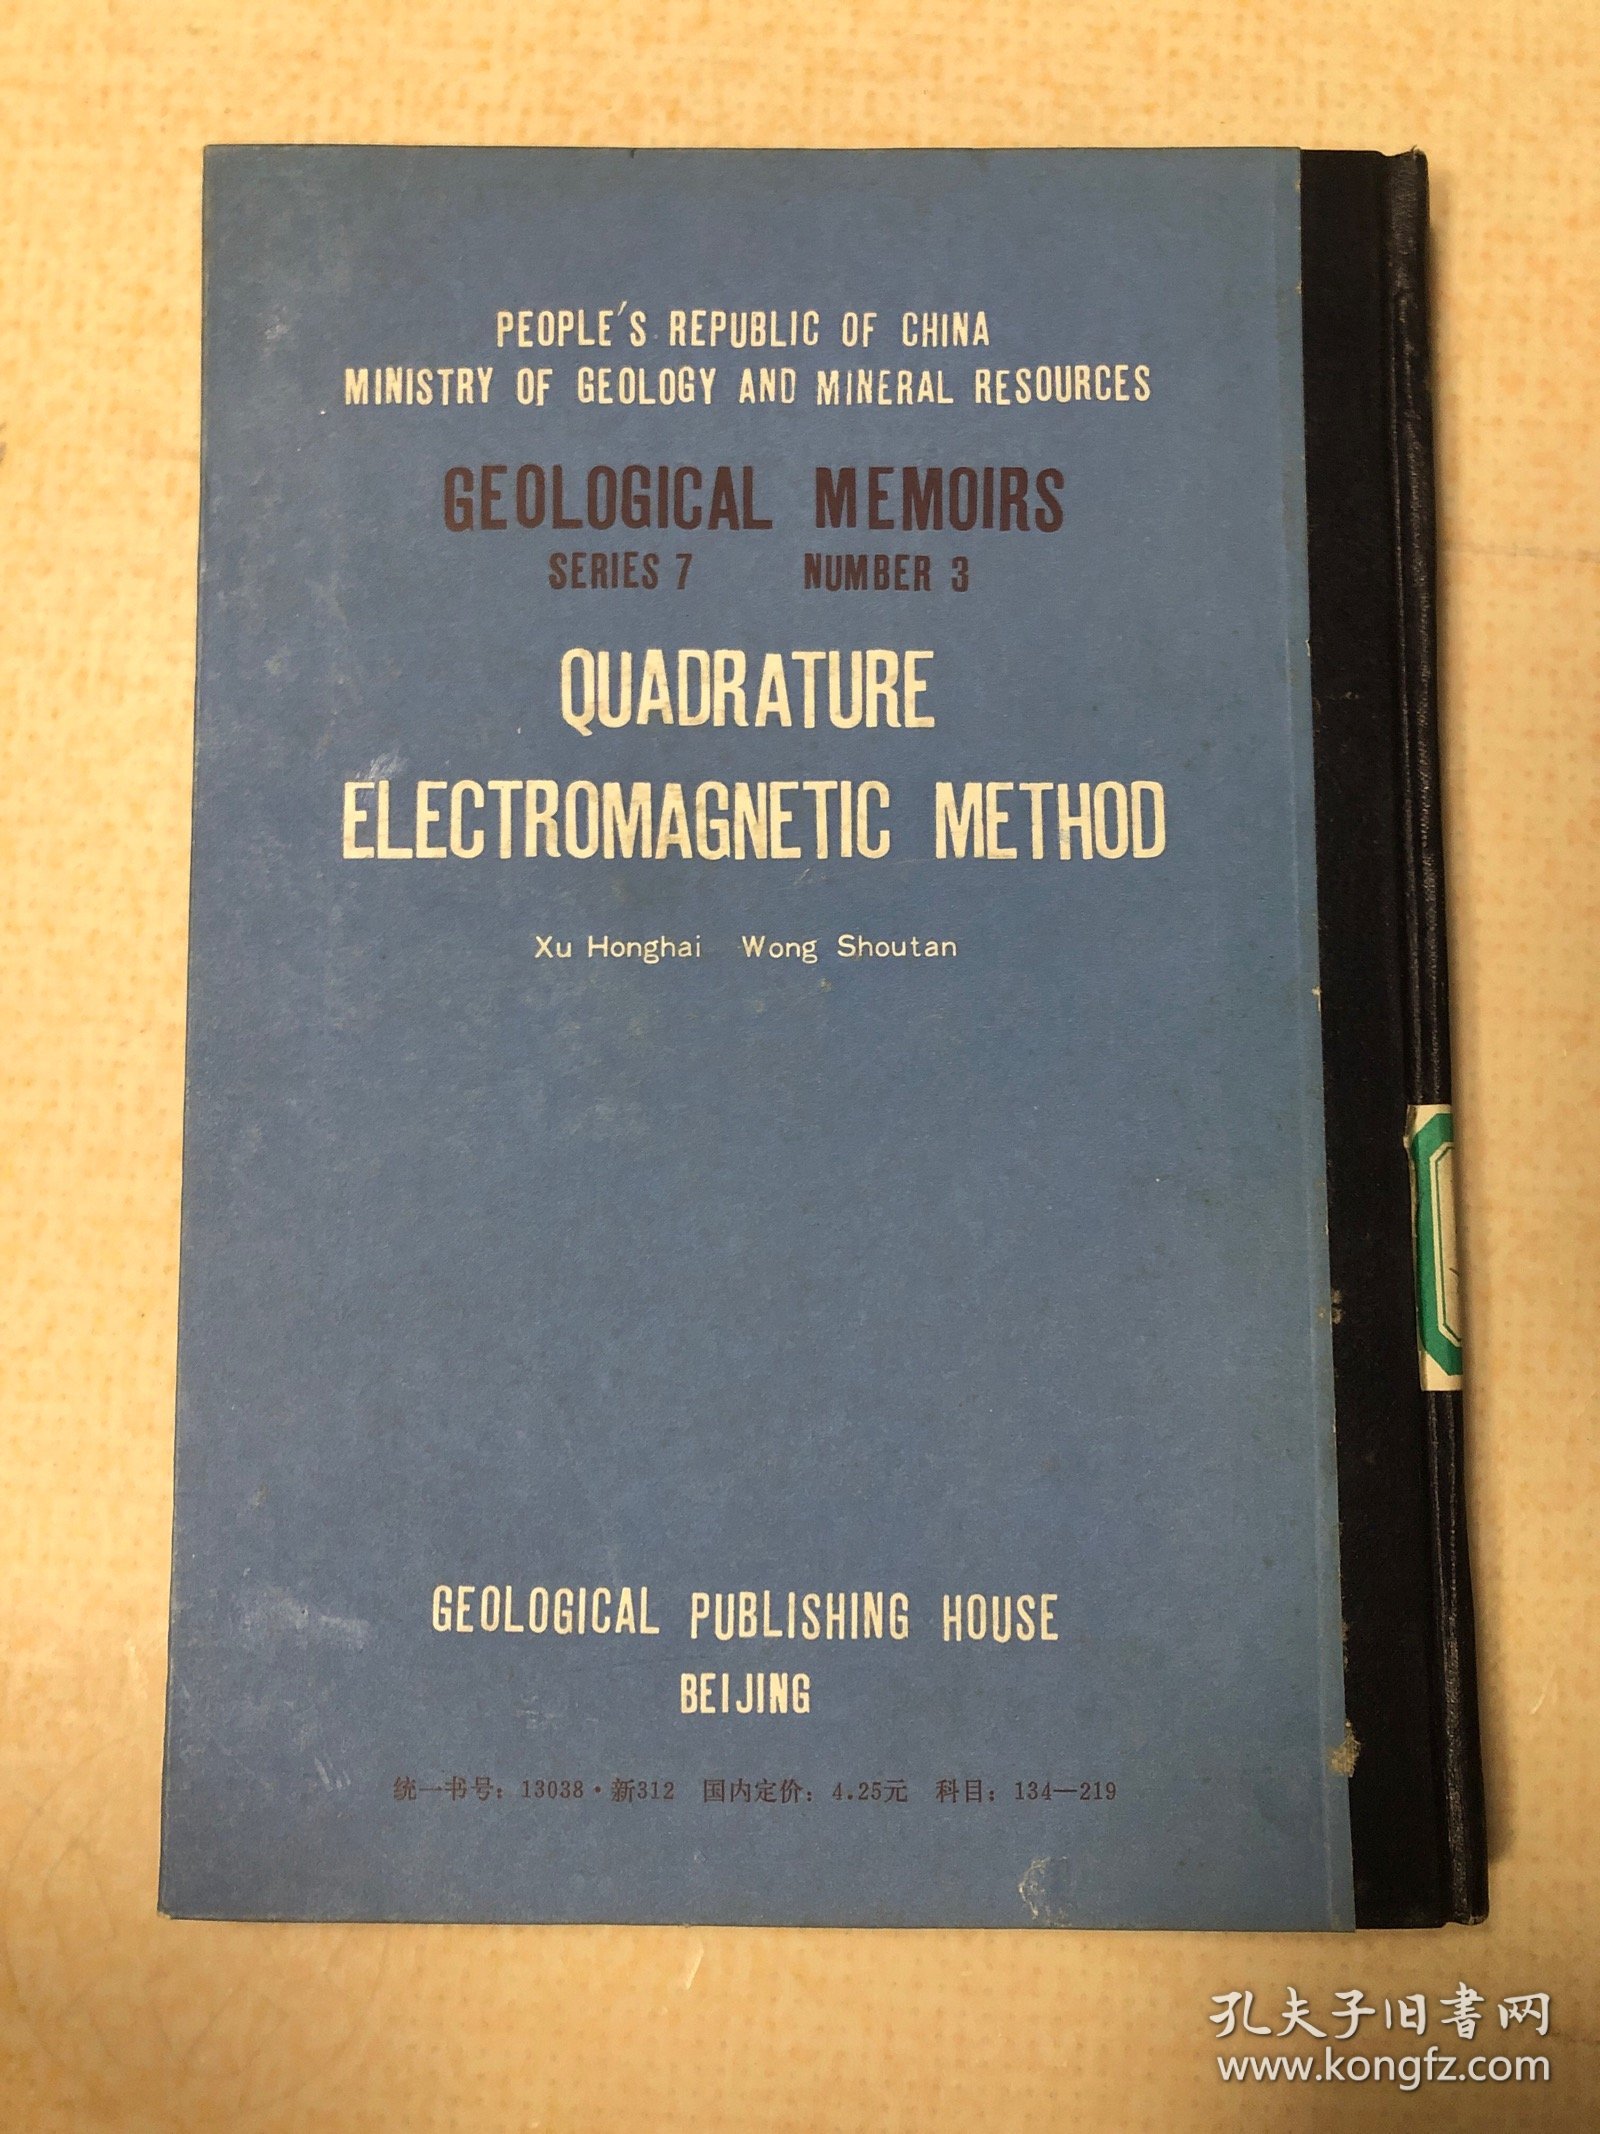 PEOPLE'S REPUBLIC OF CHINA
MINISTRY OF GEOLOGY AND MINERAL RESOURCES
GEOLOGICAL MEMOIRS
SERIES 7 NUMBER 3
QUADRATURE
ELECTROMAGNETIC METHOD
Xu Honghai Wong Shoutan
GEOLOGICAL PUBLISHING HOUSE
BEIJING
统一书号：13038·新312 国内定价：4.25元 科目：134—219
孔夫子旧书网
www.kongfz.com